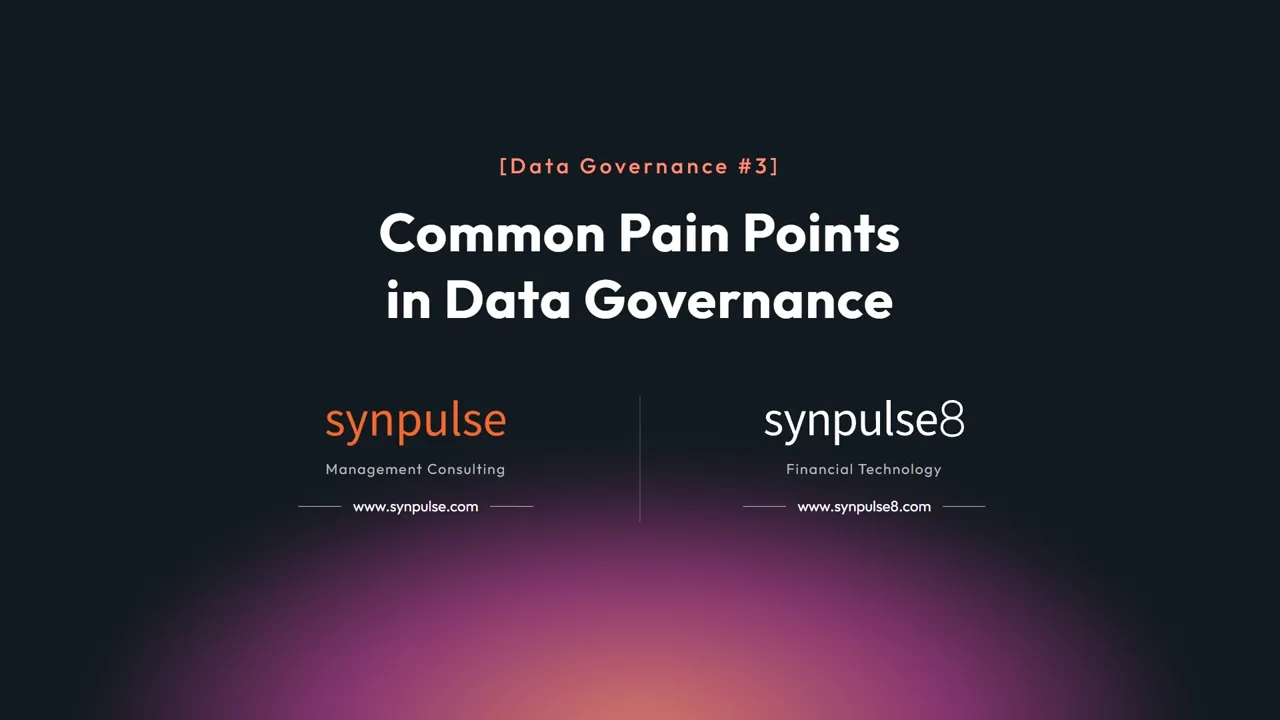 [Data Governance #3]
Common Pain Points
in Data Governance
synpulse
Management Consulting
www.synpulse.com
synpulse8
Financial Technology
www.synpulse8.com